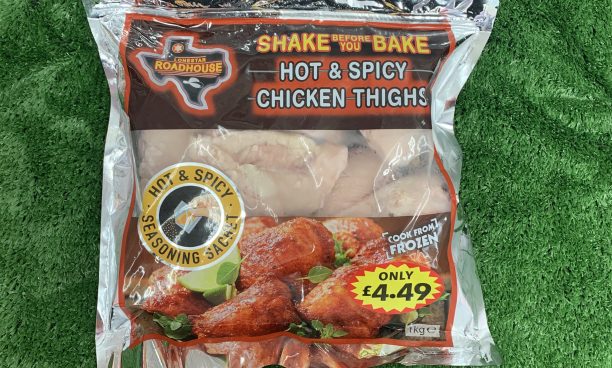 LONESTAR
ROADHOUSE
SHAKE BEFORE YOU BAKE
HOT & SPICY
CHICKEN THIGHS
HOT & SPICY
SEASONING SACHET
COOK FROM
FROZEN
ONLY
£4.49
1kg e